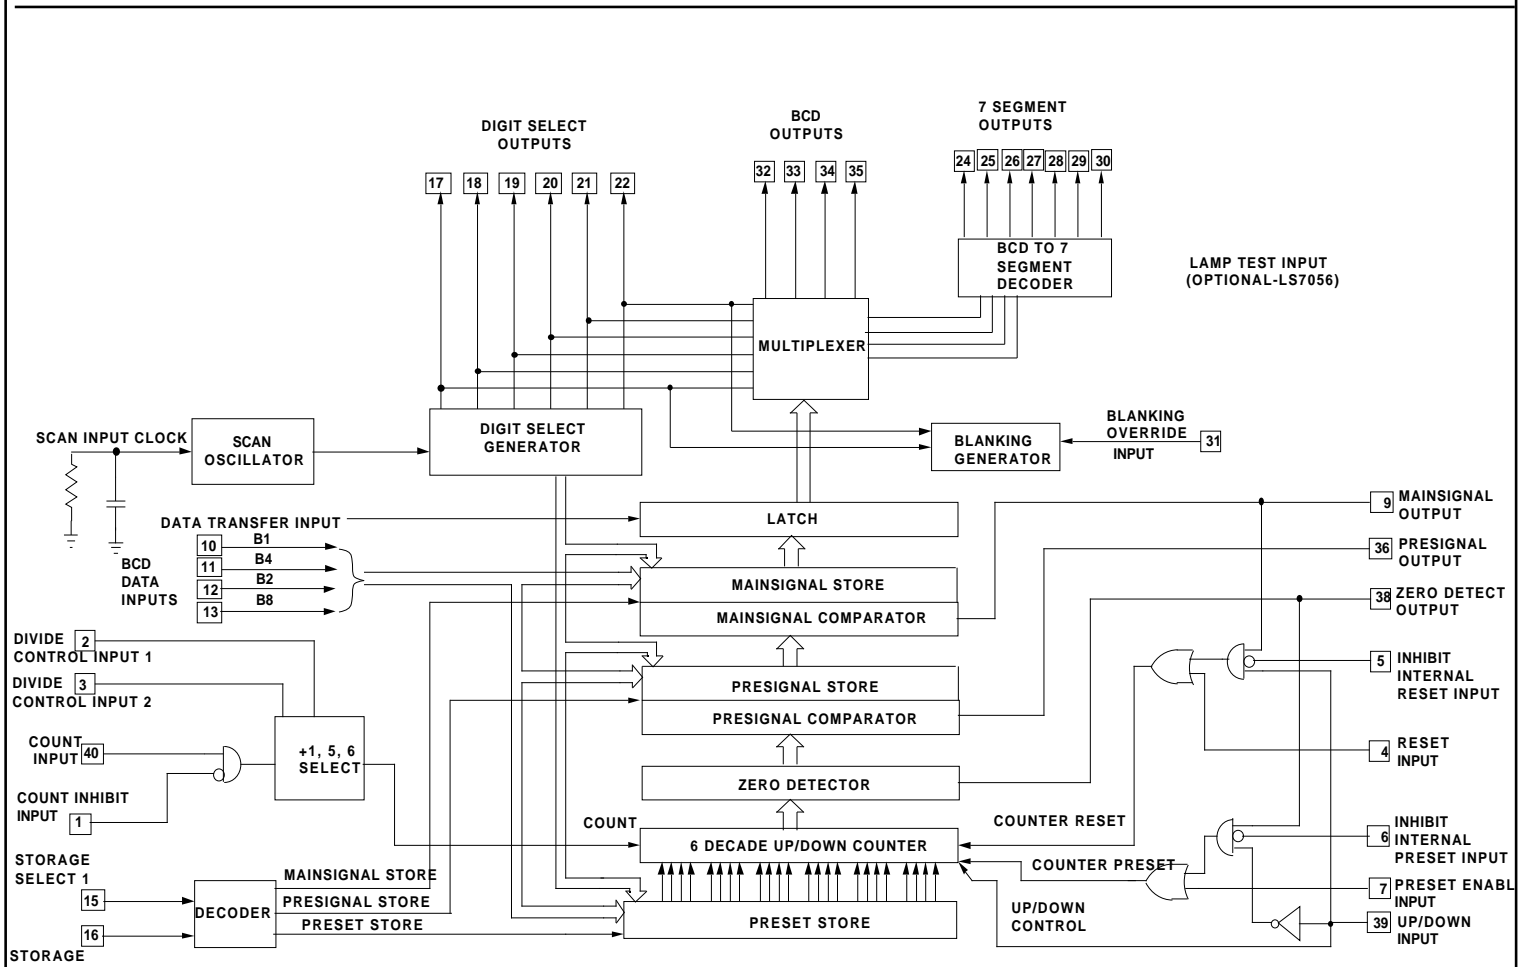 7 SEGMENT
OUTPUTS
BCD
OUTPUTS
DIGIT SELECT
OUTPUTS
24 25 26 27 28 29 30
32 33 34 35
17 18 19 20 21 22
BCD TO 7
SEGMENT
DECODER
LAMP TEST INPUT
(OPTIONAL-LS7056)
MULTIPLEXER
SCAN INPUT CLOCK
SCAN
OSCILLATOR
DIGIT SELECT
GENERATOR
BLANKING
GENERATOR
BLANKING
OVERRIDE
INPUT
31
DATA TRANSFER INPUT
LATCH
9 MAINSIGNAL
OUTPUT
BCD
DATA
INPUTS
10 B1
11 B4
12 B2
13 B8
MAINSIGNAL STORE
MAINSIGNAL COMPARATOR
36 PRESIGNAL
OUTPUT
38 ZERO DETECT
OUTPUT
DIVIDE 2
CONTROL INPUT 1
DIVIDE 3
CONTROL INPUT 2
PRESIGNAL STORE
PRESIGNAL COMPARATOR
5 INHIBIT
INTERNAL
RESET INPUT
COUNT
INPUT 40
+1, 5, 6
SELECT
4 RESET
INPUT
COUNT INHIBIT
INPUT
1
ZERO DETECTOR
COUNT
6 DECADE UP/DOWN COUNTER
COUNTER RESET
COUNTER PRESET
6 INHIBIT
INTERNAL
PRESET INPUT
STORAGE
SELECT 1
15
16
STORAGE
DECODER
MAINSIGNAL STORE
PRESIGNAL STORE
PRESET STORE
PRESET STORE
UP/DOWN
CONTROL
7 PRESET ENABL
INPUT
39 UP/DOWN
INPUT